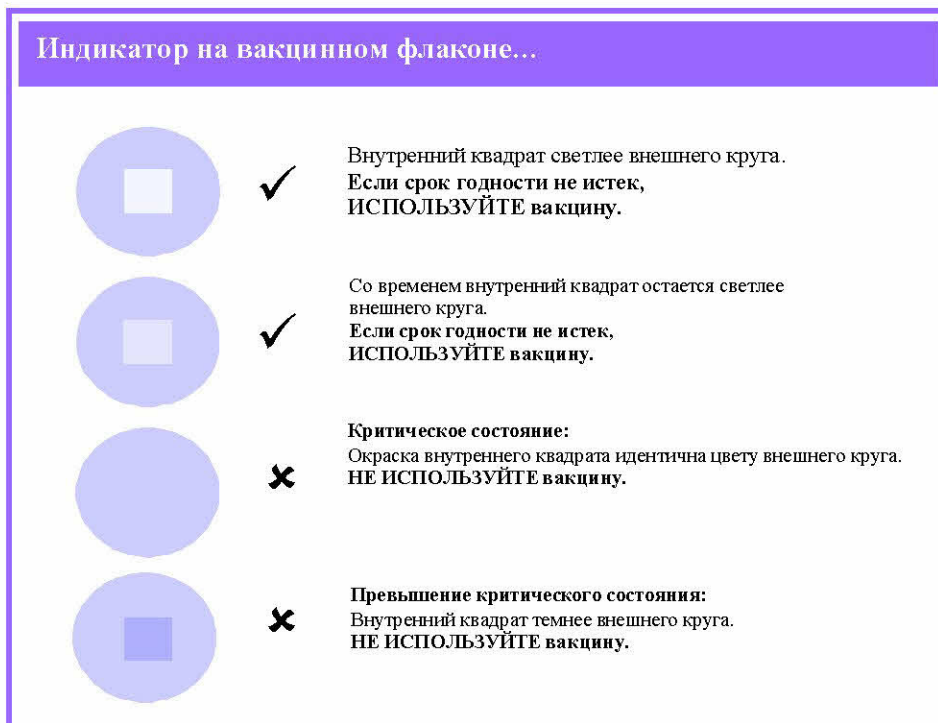 Индикатор на вакцинном флаконе...
Внутренний квадрат светлее внешнего круга.
Если срок годности не истек,
ИСПОЛЬЗУЙТЕ вакцину.
Со временем внутренний квадрат остается светлее
внешнего круга.
Если срок годности не истек,
ИСПОЛЬЗУЙТЕ вакцину.
Критическое состояние:
Окраска внутреннего квадрата идентична цвету внешнего круга.
НЕ ИСПОЛЬЗУЙТЕ вакцину.
Превышение критического состояния:
Внутренний квадрат темнее внешнего круга.
НЕ ИСПОЛЬЗУЙТЕ вакцину.